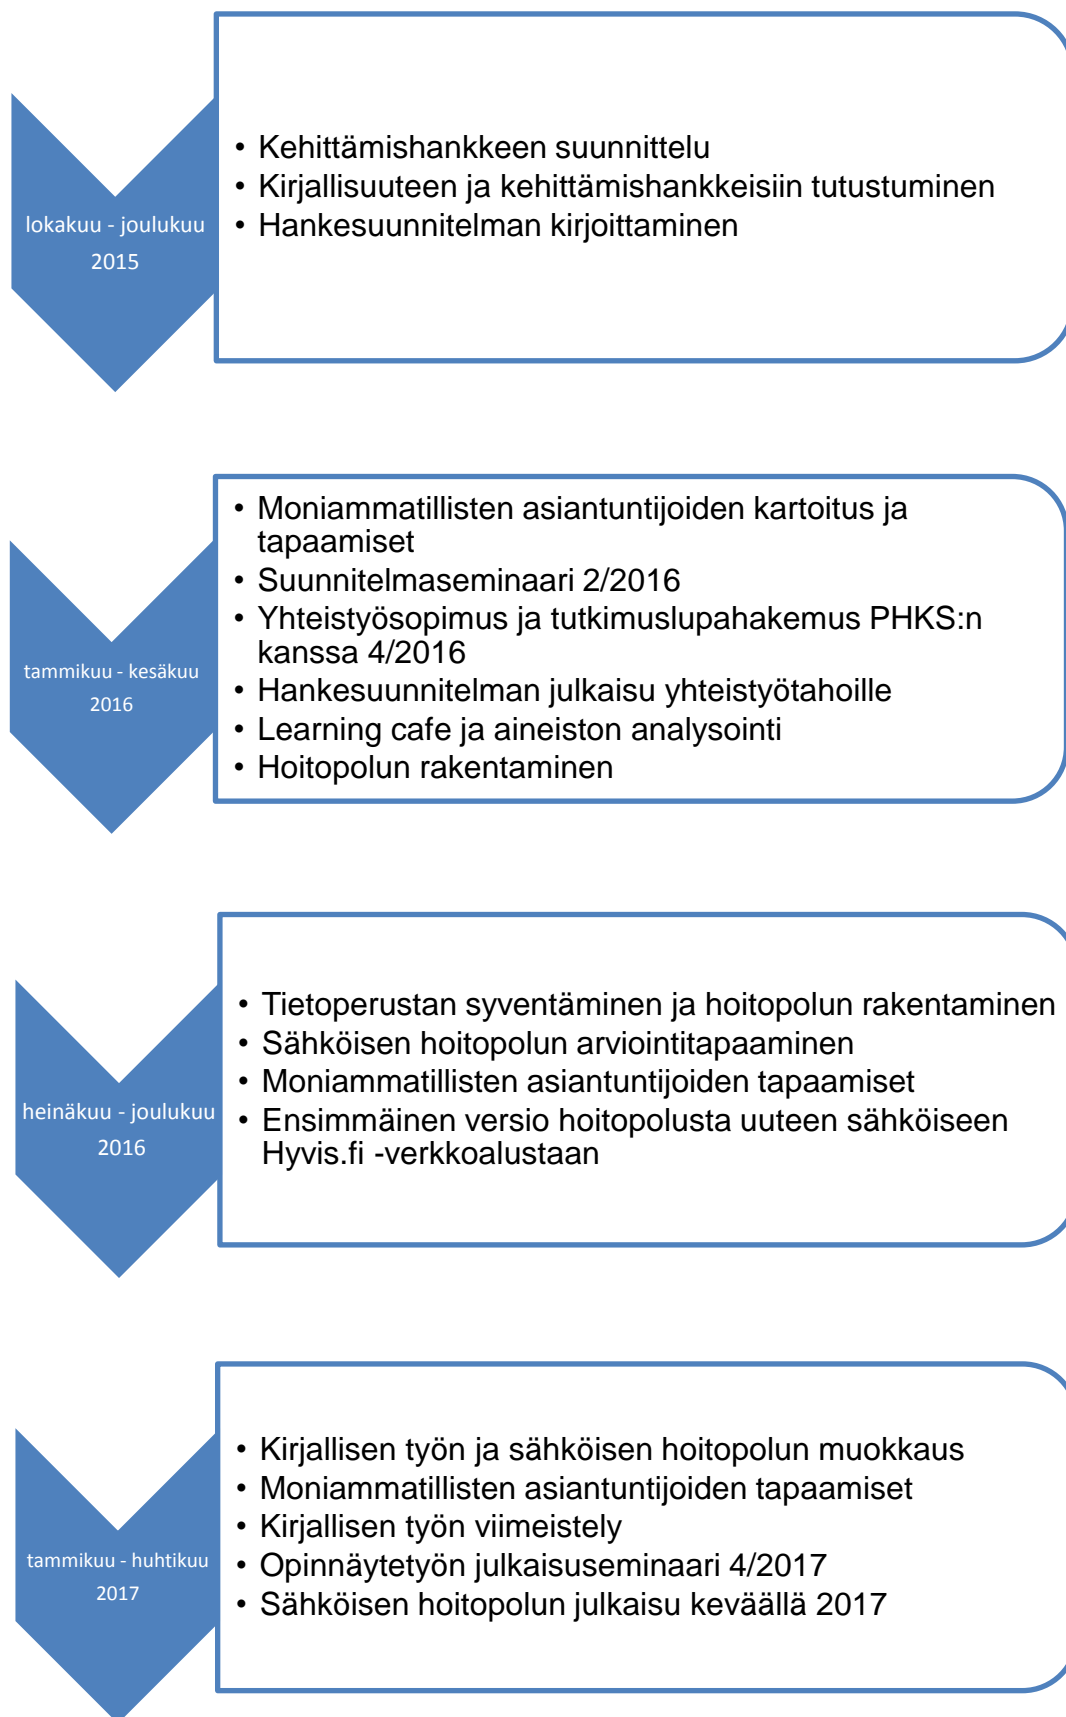 lokakuu - joulukuu
2015
• Kehittämishankkeen suunnittelu
• Kirjallisuuteen ja kehittämishankkeisiin tutustuminen
• Hankesuunnitelman kirjoittaminen
tammikuu - kesäkuu
2016
• Moniammatillisten asiantuntijoiden kartoitus ja
tapaamiset
• Suunnitelmaseminaari 2/2016
• Yhteistyösopimus ja tutkimuslupahakemus PHKS:n
kanssa 4/2016
• Hankesuunnitelman julkaisu yhteistyötahoille
• Learning cafe ja aineiston analysointi
• Hoitopolun rakentaminen
heinäkuu - joulukuu
2016
• Tietoperustan syventäminen ja hoitopolun rakentaminen
• Sähköisen hoitopolun arviointitapaaminen
• Moniammatillisten asiantuntijoiden tapaamiset
• Ensimmäinen versio hoitopolusta uuteen sähköiseen
Hyvis.fi -verkkoalustaan
tammikuu - huhtikuu
2017
• Kirjallisen työn ja sähköisen hoitopolun muokkaus
• Moniammatillisten asiantuntijoiden tapaamiset
• Kirjallisen työn viimeistely
• Opinnäytetyön julkaisuseminaari 4/2017
• Sähköisen hoitopolun julkaisu keväällä 2017